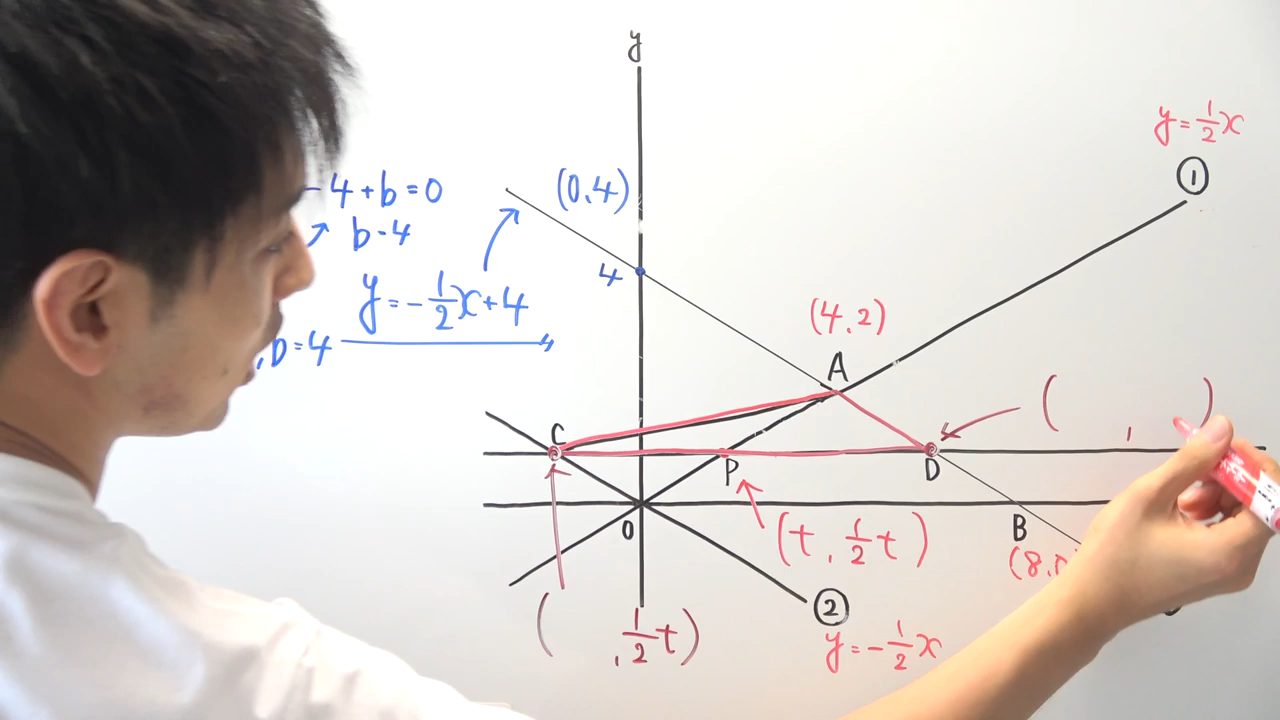 y
y=1/2x
①
(0,4)
-4+b=0
b-4
4
y=-1/2x+4
,b=4
(4,2)
A
(    ,    )
C
P
D
O
(t, 1/2t)
B
(8,
②
(    , 1/2t)
y=-1/2x